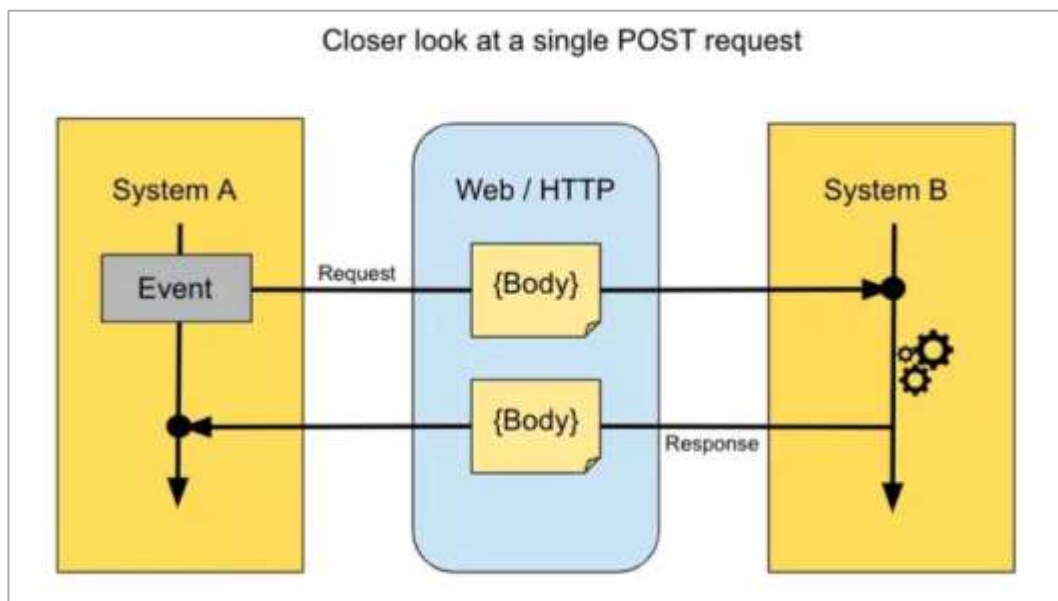 Closer look at a single POST request
System A
Web / HTTP
System B
Event
Request
{Body}
{Body}
Response